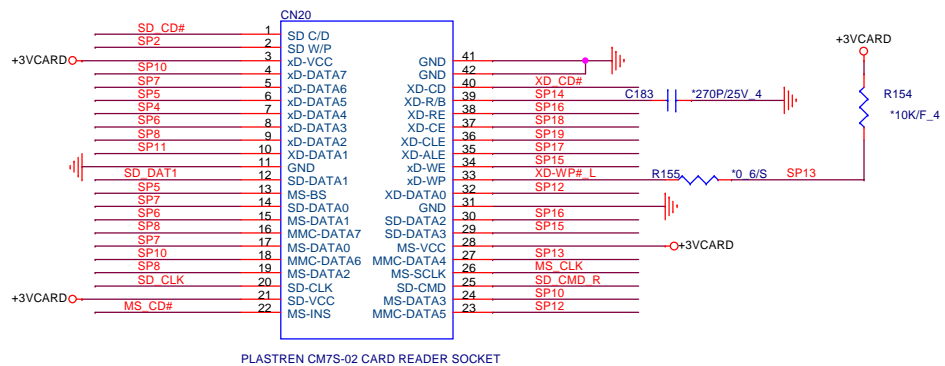 CN20
SD_CD# 1 SD C/D
SP2 2 SD W/P
+3VCARD 3 xD-VCC
SP10 4 xD-DATA7
SP7 5 xD-DATA6
SP5 6 xD-DATA5
SP4 7 xD-DATA4
SP6 8 xD-DATA3
SP8 9 xD-DATA2
SP11 10 XD-DATA1
11 GND
SD_DAT1 12 SD-DATA1
SP5 13 MS-BS
SP7 14 SD-DATA0
SP6 15 MS-DATA1
SP8 16 MMC-DATA7
SP7 17 MS-DATA0
SP10 18 MMC-DATA6
SP8 19 MS-DATA2
SD_CLK 20 SD-CLK
+3VCARD 21 SD-VCC
MS_CD# 22 MS-INS
GND 41
GND 42
XD-CD 40 XD_CD#
XD-R/B 39 SP14 C183 *270P/25V_4
XD-RE 38 SP16
XD-CE 37 SP18
XD-CLE 36 SP19
XD-ALE 35 SP17
xD-WE 34 SP15
xD-WP 33 XD-WP#_L R155 *0_6/S SP13
XD-DATA0 32 SP12
GND 31
SD-DATA2 30 SP16
SD-DATA3 29 SP15
MS-VCC 28 +3VCARD
MMC-DATA4 27 SP13
MS-SCLK 26 MS_CLK
SD-CMD 25 SD_CMD_R
MS-DATA3 24 SP10
MMC-DATA5 23 SP12
+3VCARD
R154
*10K/F_4
PLASTREN CM7S-02 CARD READER SOCKET